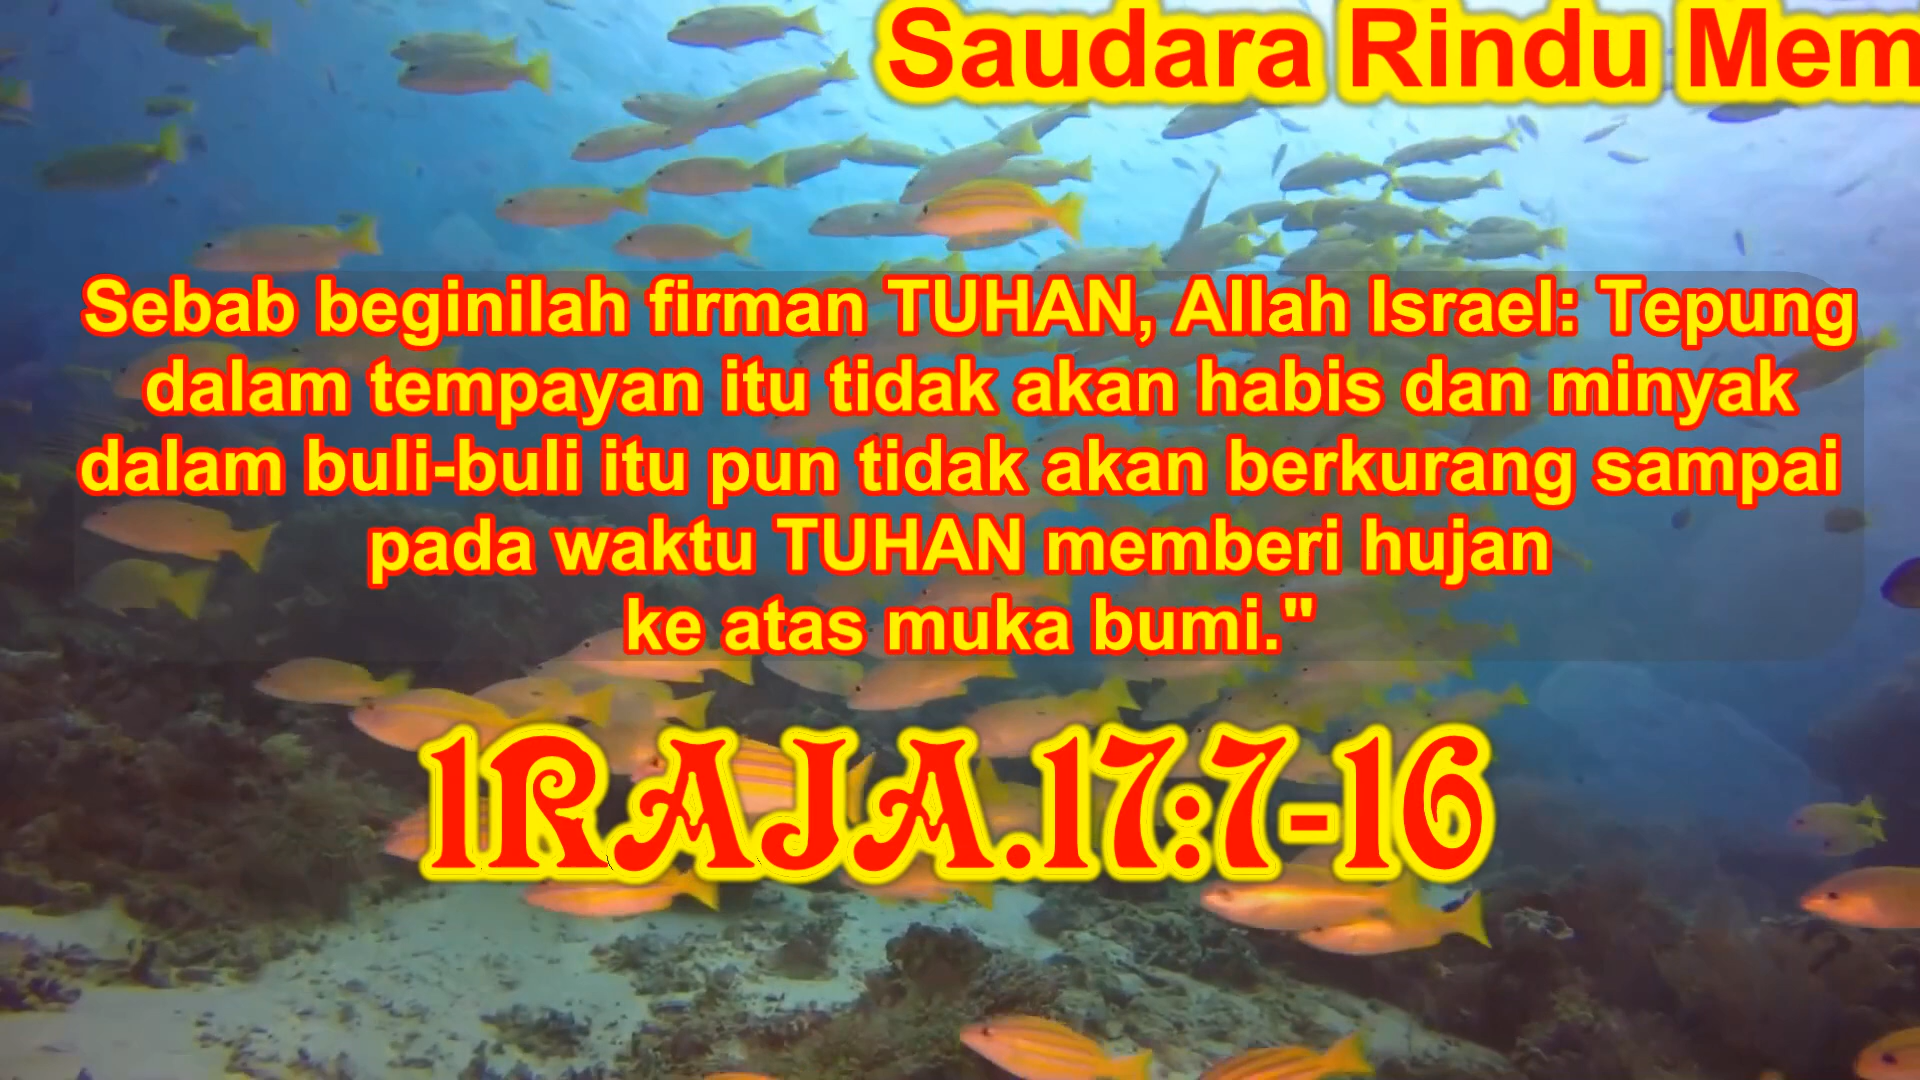 Saudara Rindu Mem
Sebab beginilah firman TUHAN, Allah Israel: Tepung
dalam tempayan itu tidak akan habis dan minyak
dalam buli-buli itu pun tidak akan berkurang sampai
pada waktu TUHAN memberi hujan
ke atas muka bumi."
1RAJA.17:7-16